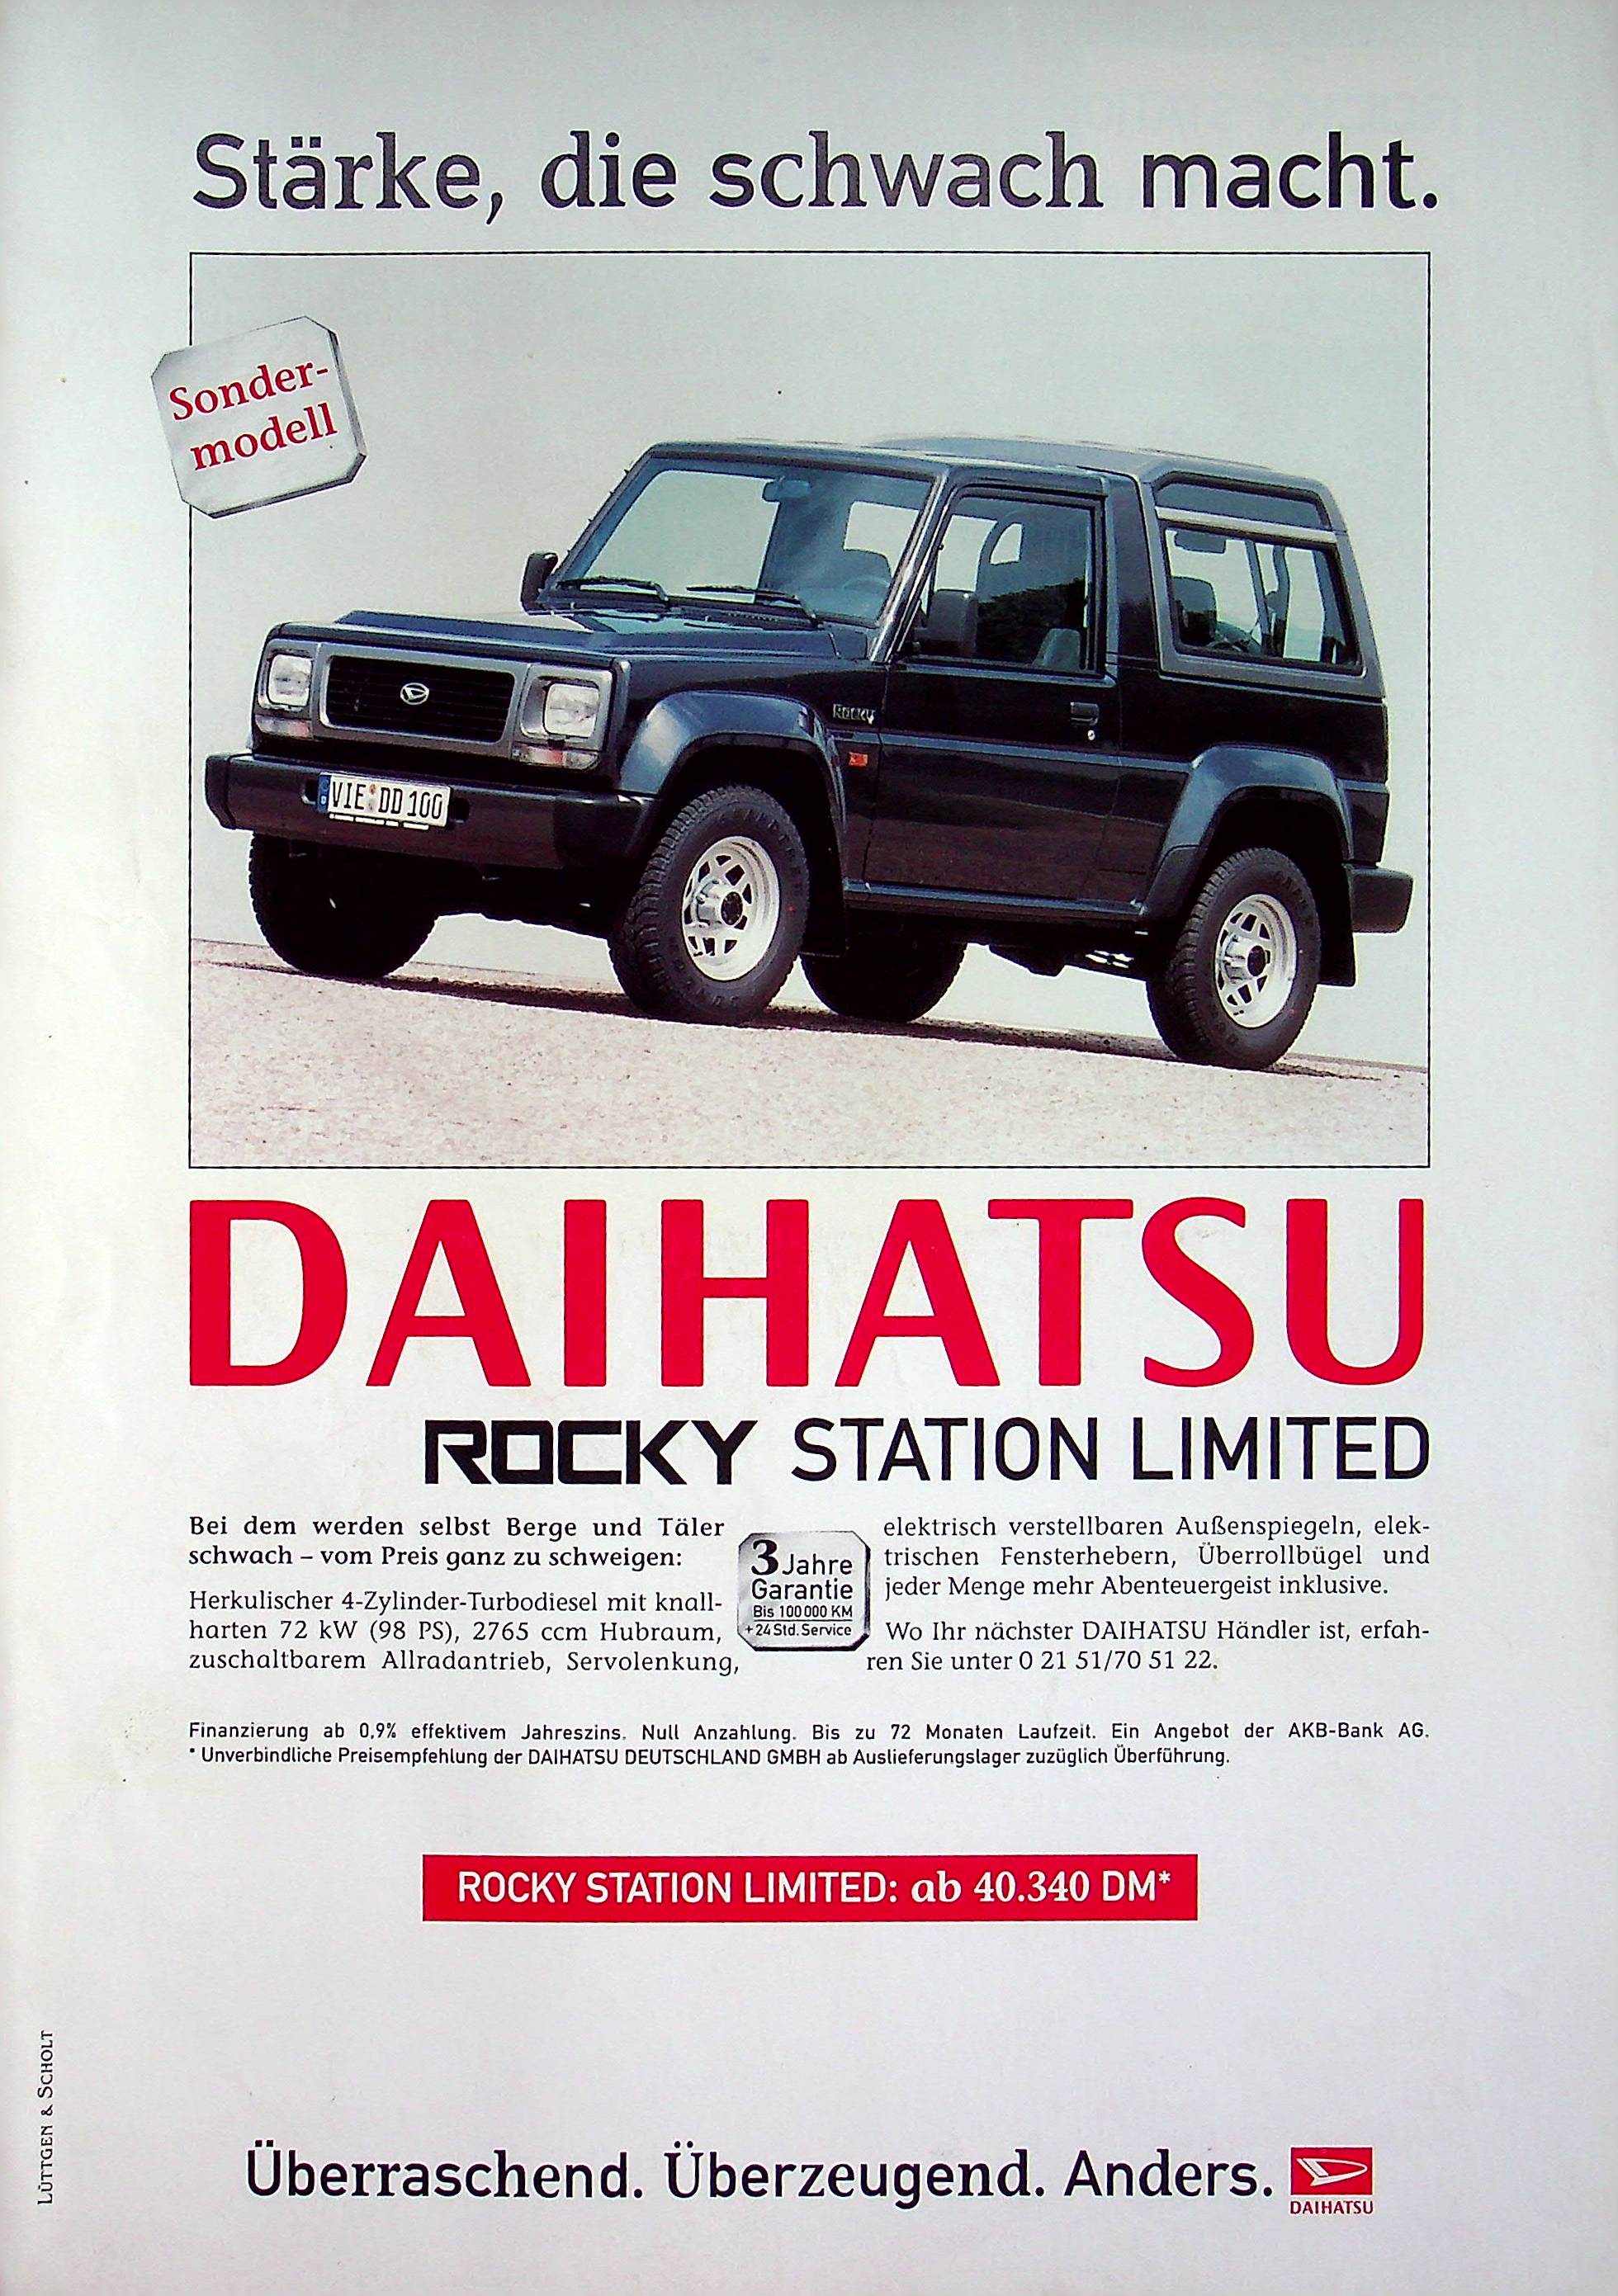 Stärke, die schwach macht.
Sonder-
modell
ROCKY
VIE DD 100
DAIHATSU
ROCKY STATION LIMITED
Bei dem werden selbst Berge und Täler
schwach – vom Preis ganz zu schweigen:
Herkulischer 4-Zylinder-Turbodiesel mit knall-
harten 72 kW (98 PS), 2765 ccm Hubraum,
zuschaltbarem Allradantrieb, Servolenkung,
3 Jahre
Garantie
Bis 100 000 KM
+ 24 Std. Service
elektrisch verstellbaren Außenspiegeln, elek-
trischen Fensterhebern, Überrollbügel und
jeder Menge mehr Abenteuergeist inklusive.
Wo Ihr nächster DAIHATSU Händler ist, erfah-
ren Sie unter 0 21 51/70 51 22.
Finanzierung ab 0,9% effektivem Jahreszins. Null Anzahlung. Bis zu 72 Monaten Laufzeit. Ein Angebot der AKB-Bank AG.
* Unverbindliche Preisempfehlung der DAIHATSU DEUTSCHLAND GMBH ab Auslieferungslager zuzüglich Überführung.
ROCKY STATION LIMITED: ab 40.340 DM*
LÜTTGEN & SCHOLT
Überraschend. Überzeugend. Anders.
DAIHATSU